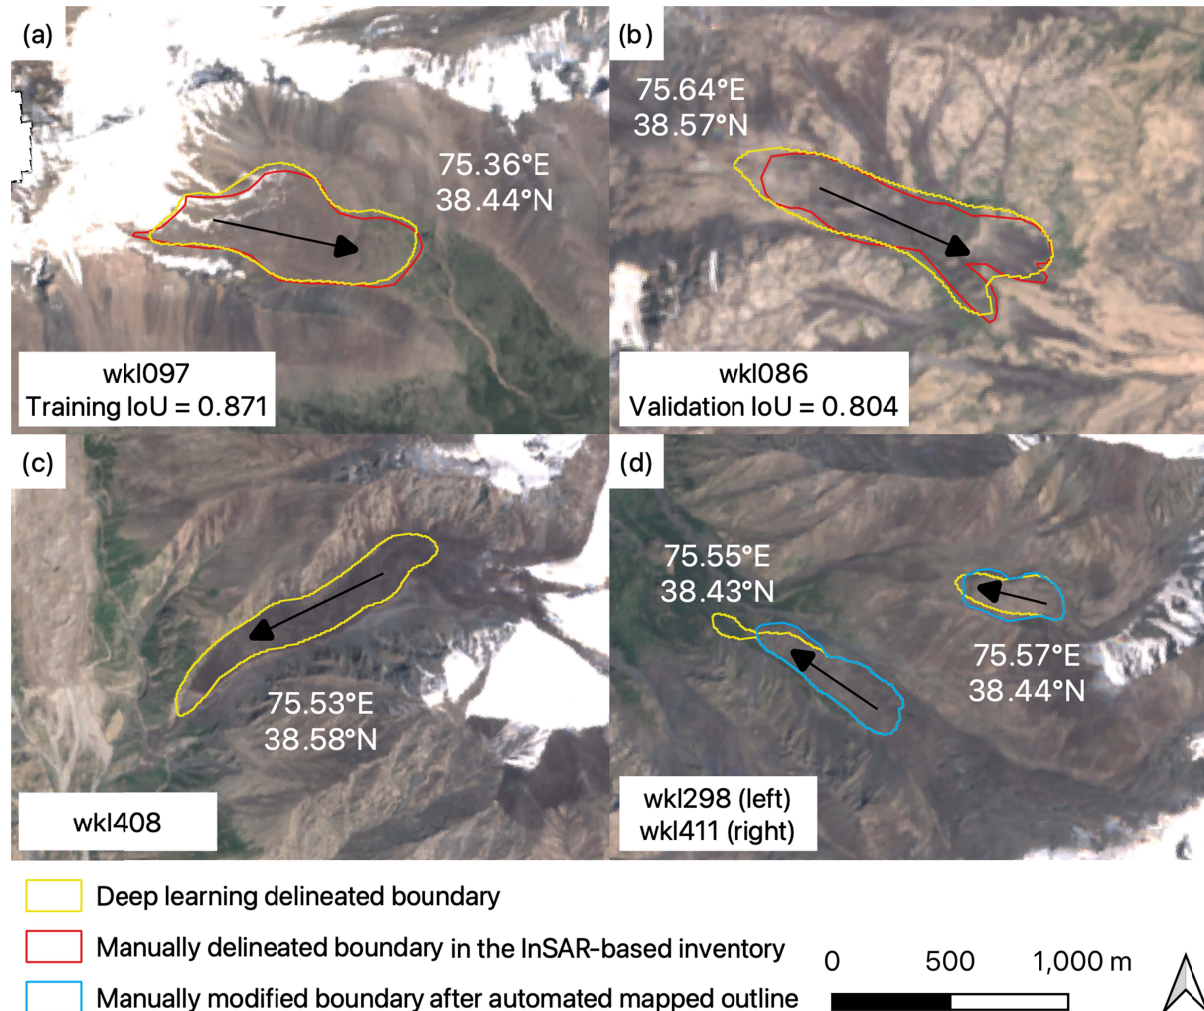 (a)
75.36°E
38.44°N
wkl097
Training IoU = 0.871
(b)
75.64°E
38.57°N
wkl086
Validation IoU = 0.804
(c)
75.53°E
38.58°N
wkl408
(d)
75.55°E
38.43°N
75.57°E
38.44°N
wkl298 (left)
wkl411 (right)
Deep learning delineated boundary
Manually delineated boundary in the InSAR-based inventory
Manually modified boundary after automated mapped outline
0 500 1,000 m